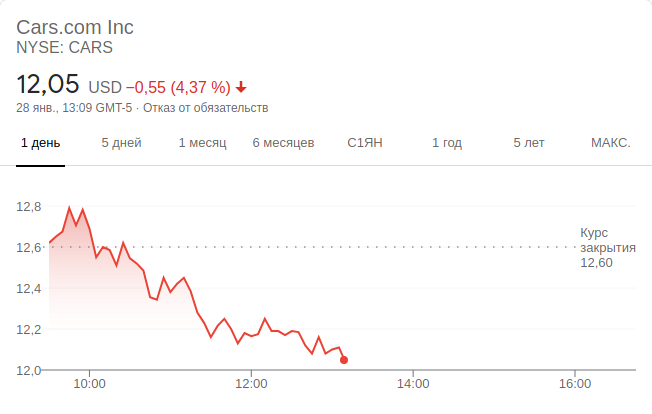 Cars.com Inc
NYSE: CARS
12,05 USD −0,55 (4,37 %)
28 янв., 13:09 GMT-5 · Отказ от обязательств
1 день 5 дней 1 месяц 6 месяцев С1ЯН 1 год 5 лет МАКС.
12,8
12,6
12,4
12,2
12,0
Курс
закрытия
12,60
10:00 12:00 14:00 16:00